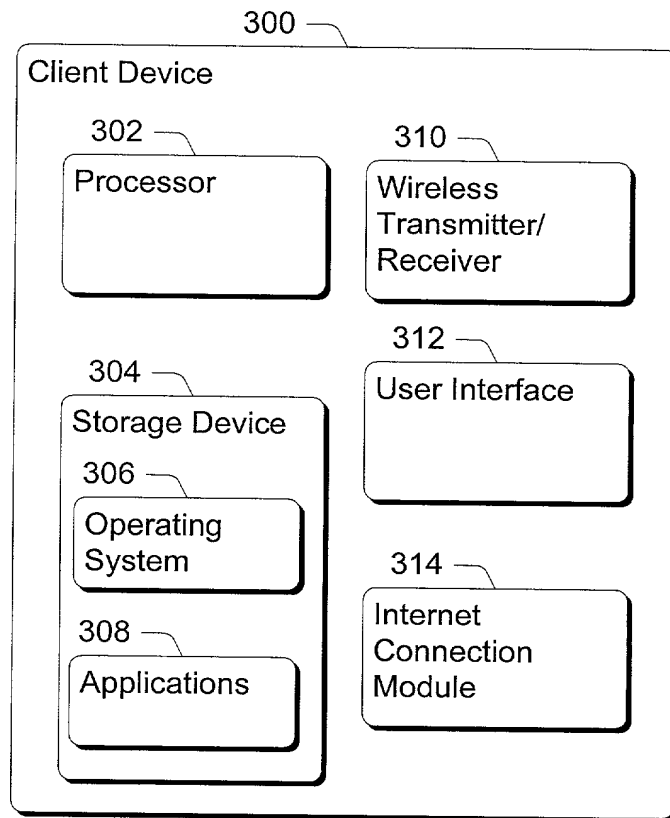 300
Client Device
302
Processor
310
Wireless
Transmitter/
Receiver
304
Storage Device
306
Operating
System
308
Applications
312
User Interface
314
Internet
Connection
Module